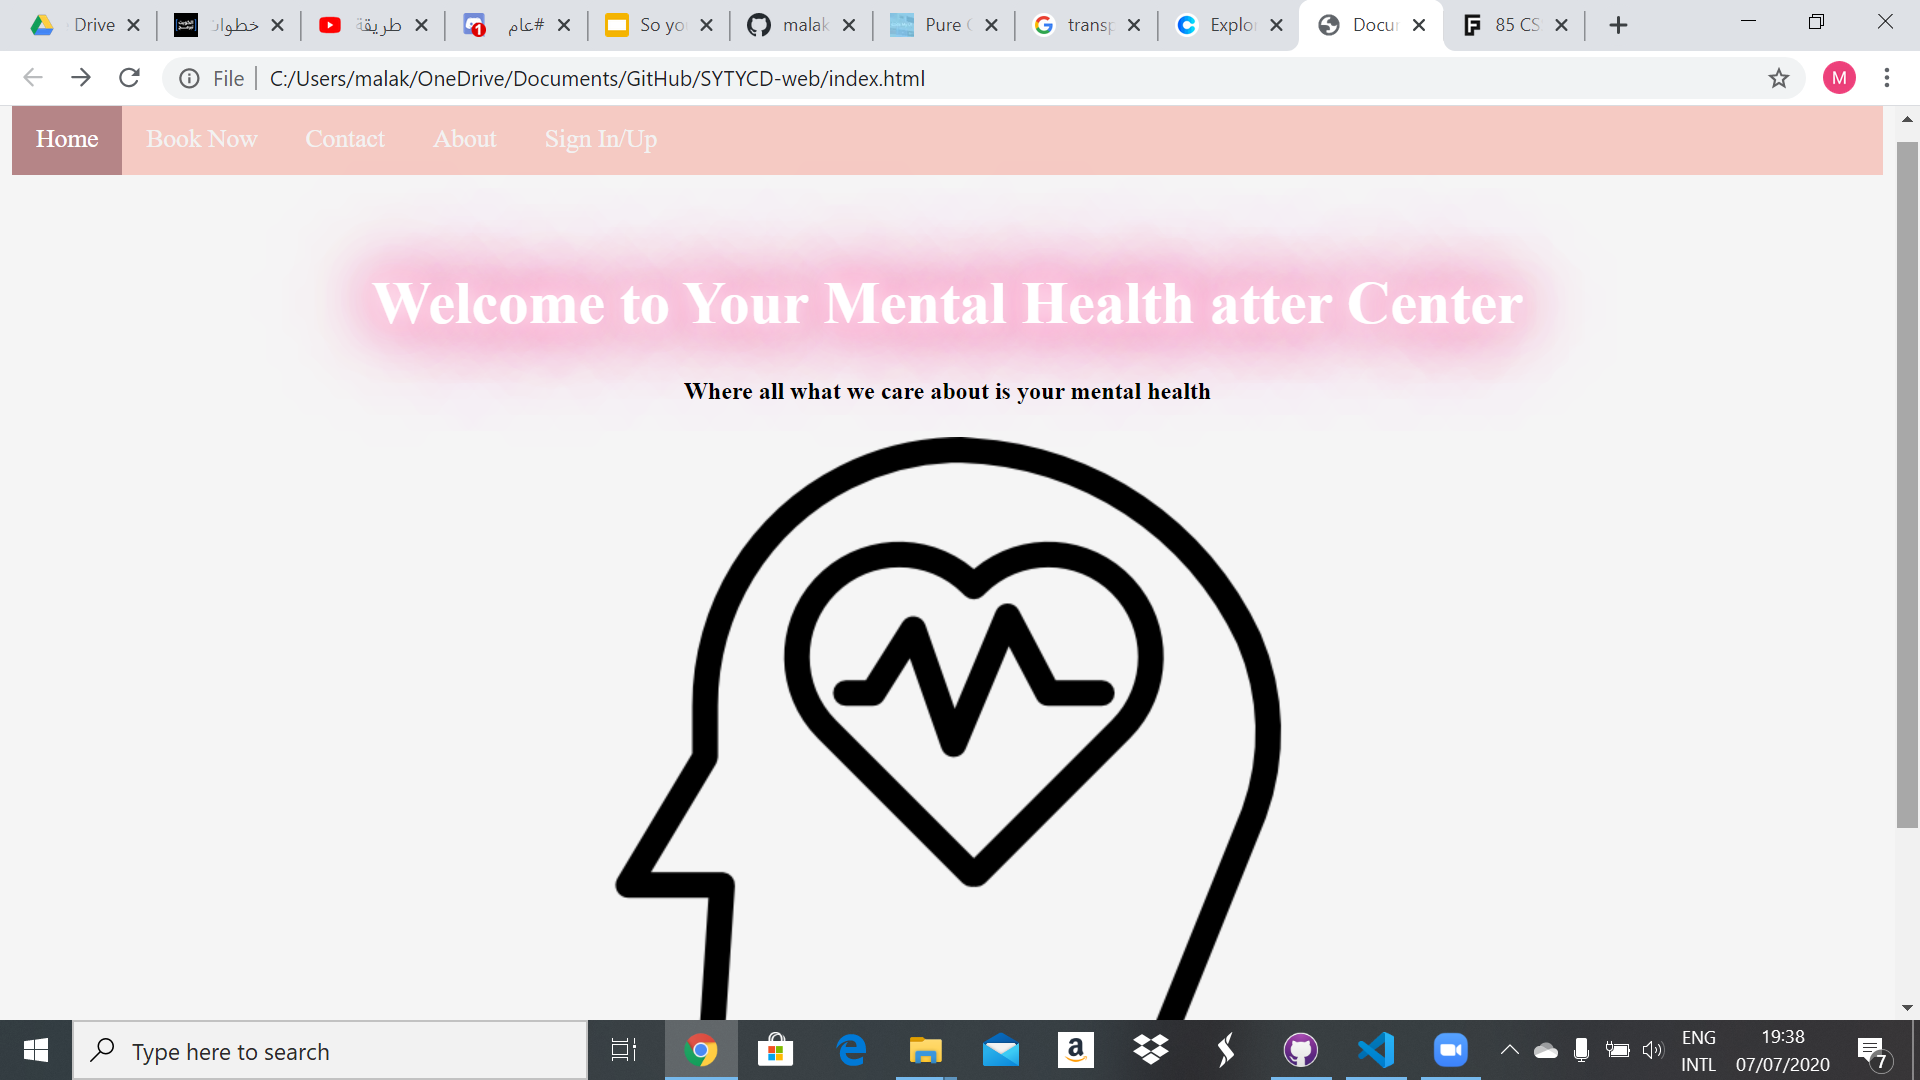 Drive
خطوات
طريقة
#عام
So yo
malak
Pure
transp
Explor
Docu
85 CS
File
C:/Users/malak/OneDrive/Documents/GitHub/SYTYCD-web/index.html
M
Home Book Now Contact About Sign In/Up
Welcome to Your Mental Health atter Center
Where all what we care about is your mental health
Type here to search
ENG
INTL
19:38
07/07/2020
7